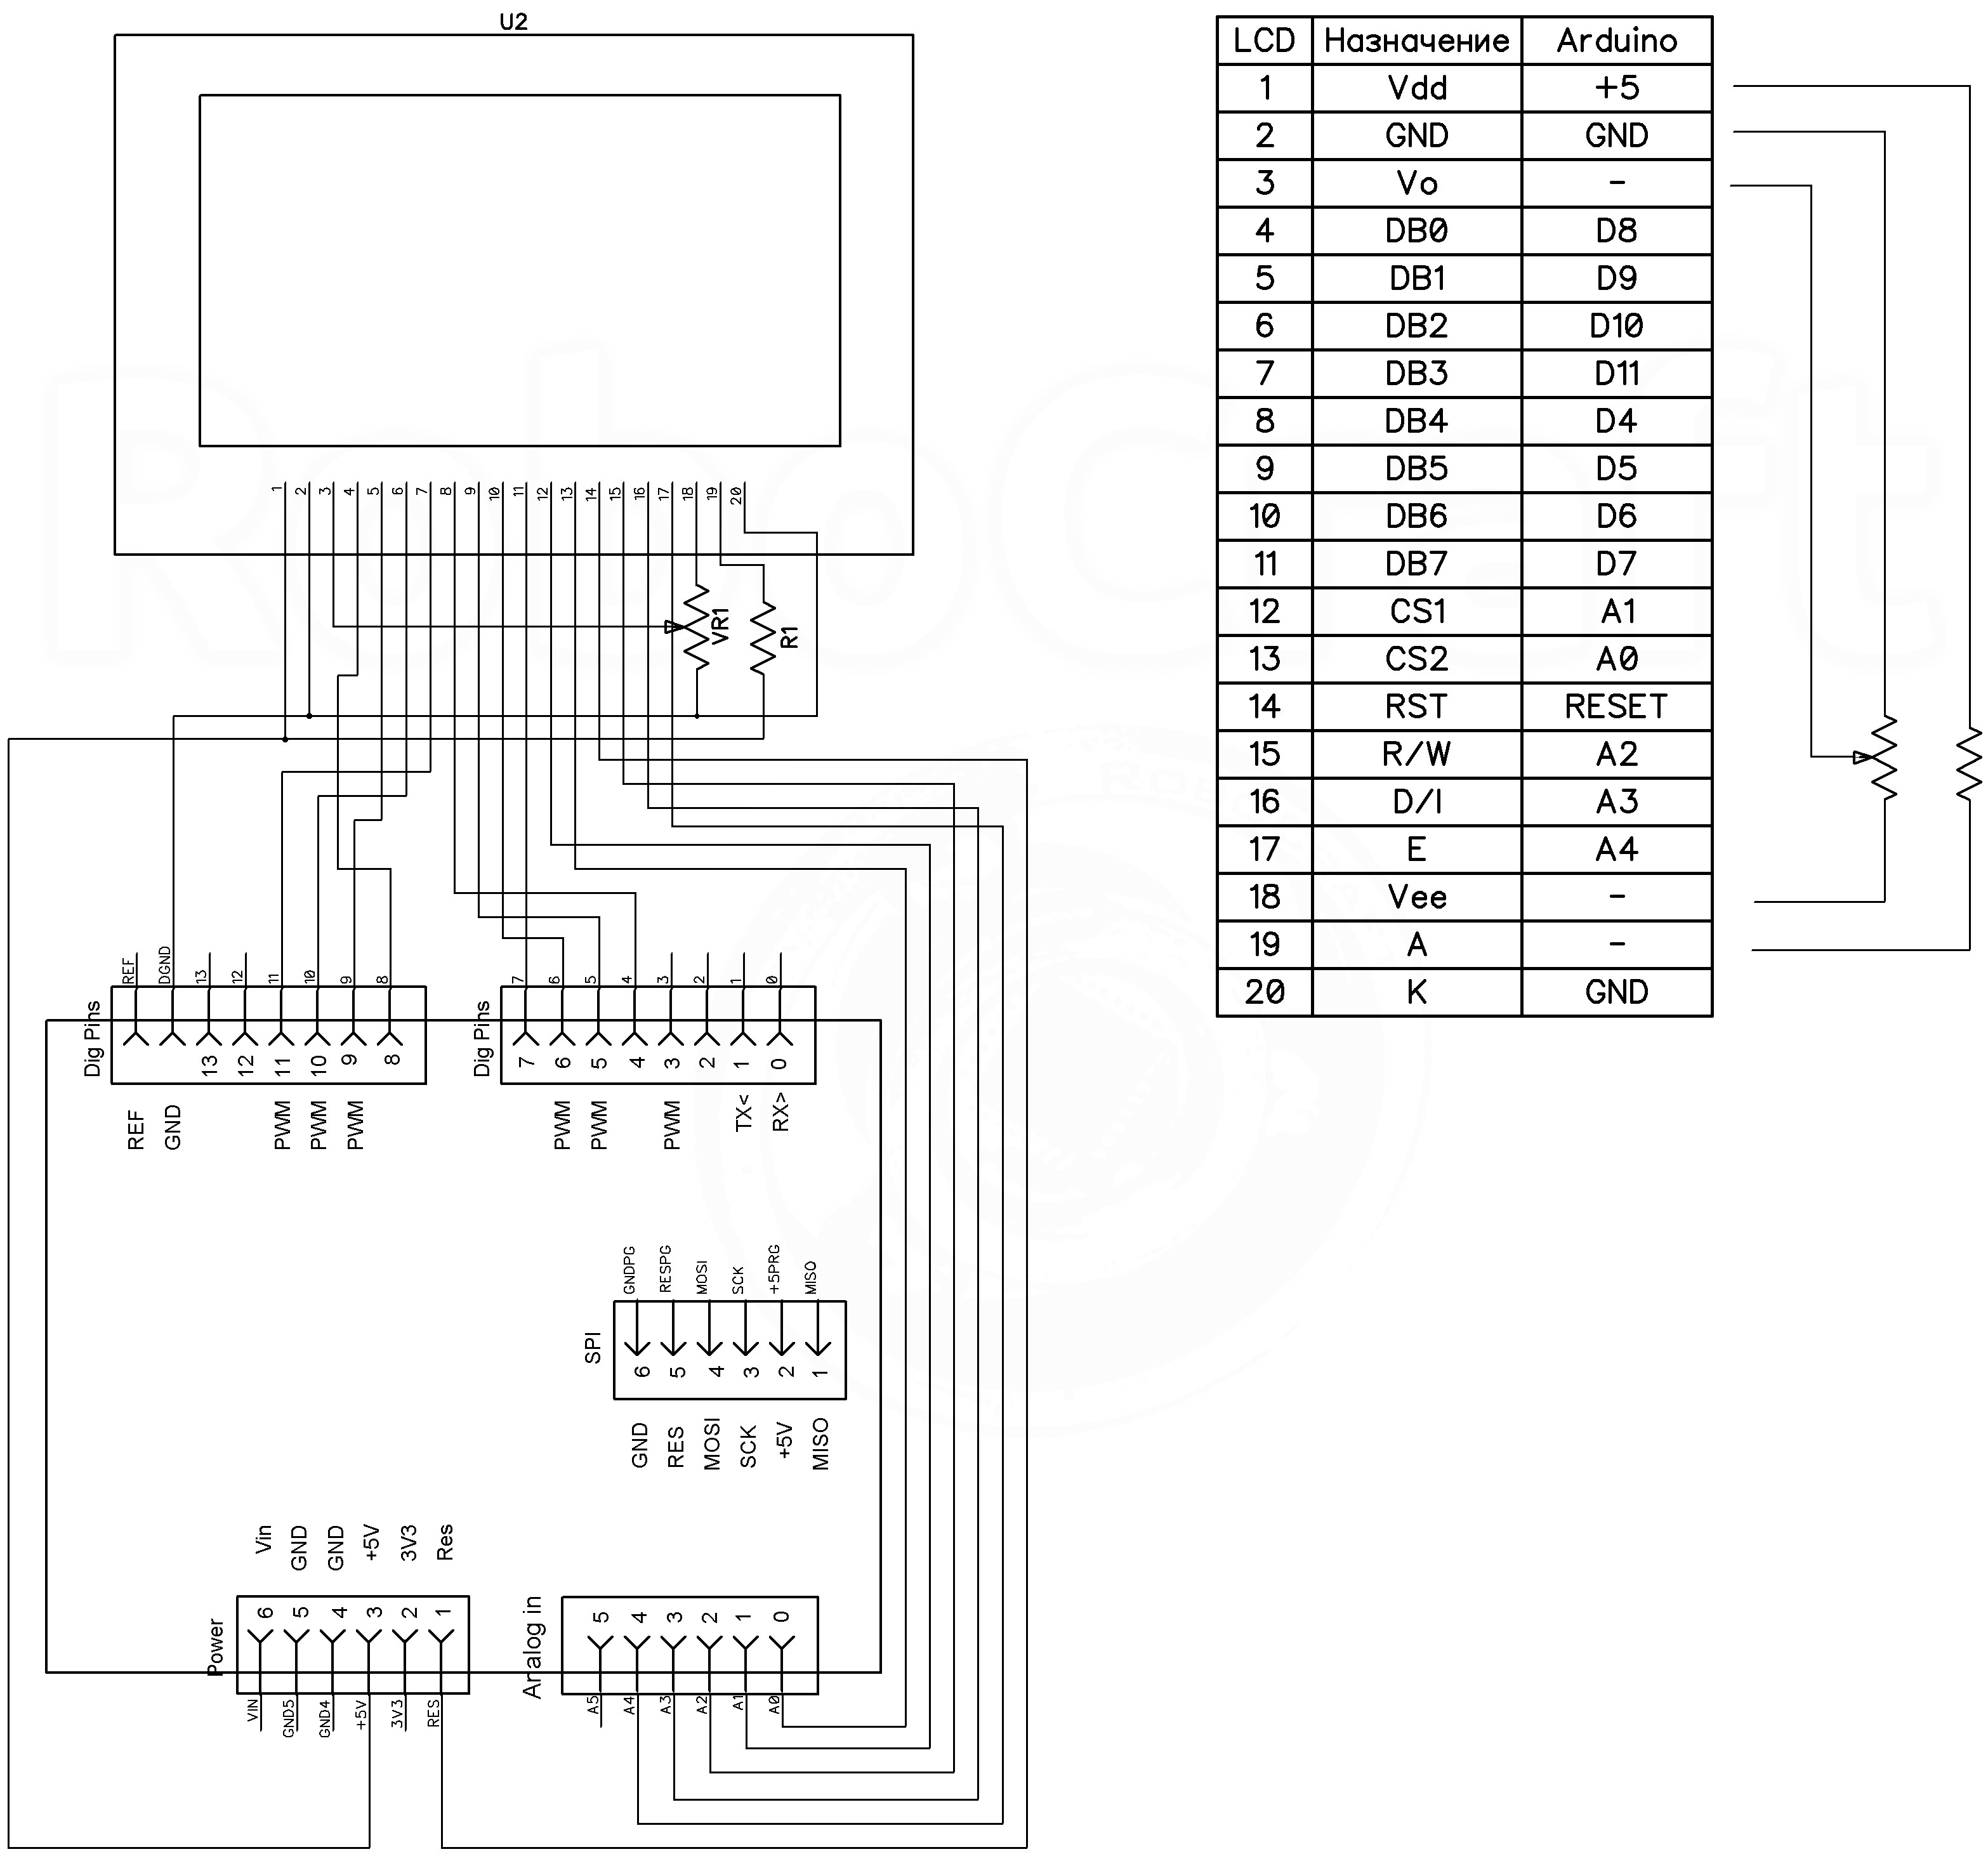 U2
1 2 3 4 5 6 7 8 9 10 11 12 13 14 15 16 17 18 19 20
VR1
R1
REF DGND 13 12 11 10 9 8
7 6 5 4 3 2 1 0
Dig Pins
13 12 11 10 9 8
Dig Pins
7 6 5 4 3 2 1 0
REF GND PWM PWM PWM
PWM PWM PWM TX< RX>
GNDPG RESPG MOSI SCK +5PRG MISO
SPI
6 5 4 3 2 1
GND RES MOSI SCK +5V MISO
Vin GND GND +5V 3V3 Res
Power
6 5 4 3 2 1
VIN GND5 GND4 +5V 3V3 RES
Analog in
5 4 3 2 1 0
A5 A4 A3 A2 A1 A0
LCD Назначение Arduino
1 Vdd +5
2 GND GND
3 Vo -
4 DB0 D8
5 DB1 D9
6 DB2 D10
7 DB3 D11
8 DB4 D4
9 DB5 D5
10 DB6 D6
11 DB7 D7
12 CS1 A1
13 CS2 A0
14 RST RESET
15 R/W A2
16 D/I A3
17 E A4
18 Vee -
19 A -
20 K GND
RoboCraft